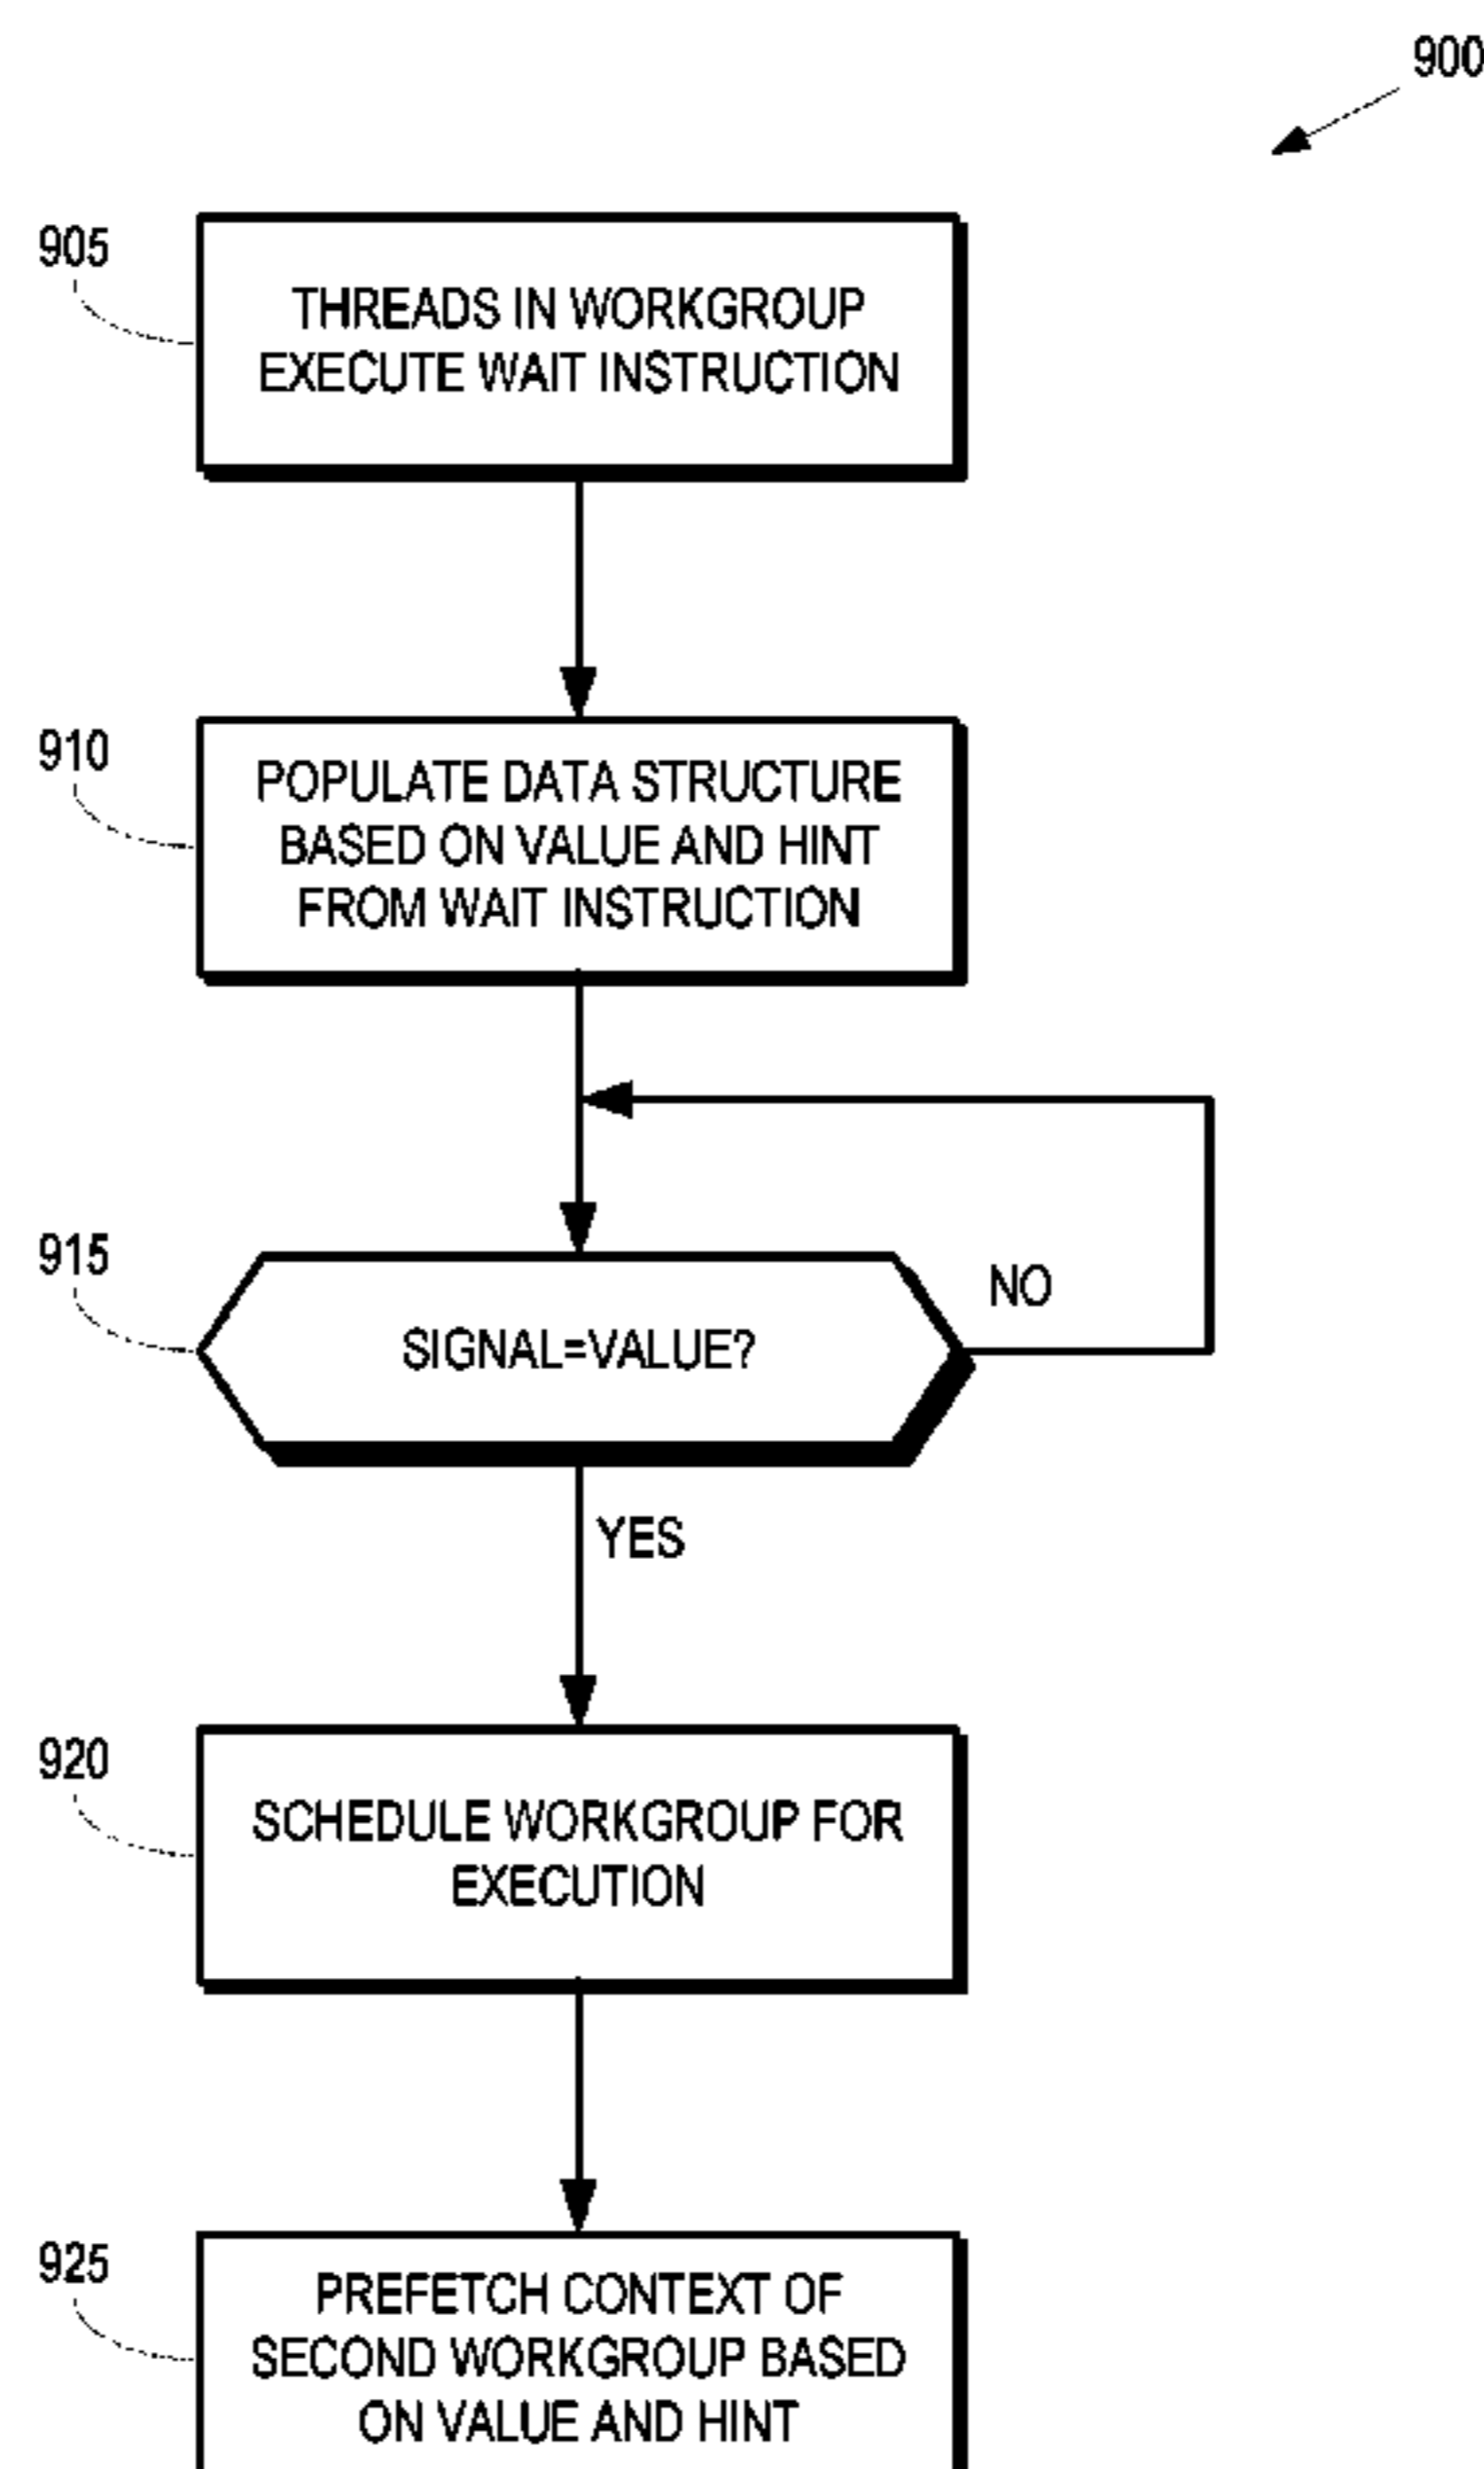 900
905
THREADS IN WORKGROUP
EXECUTE WAIT INSTRUCTION
910
POPULATE DATA STRUCTURE
BASED ON VALUE AND HINT
FROM WAIT INSTRUCTION
915
SIGNAL=VALUE?
NO
YES
920
SCHEDULE WORKGROUP FOR
EXECUTION
925
PREFETCH CONTEXT OF
SECOND WORKGROUP BASED
ON VALUE AND HINT